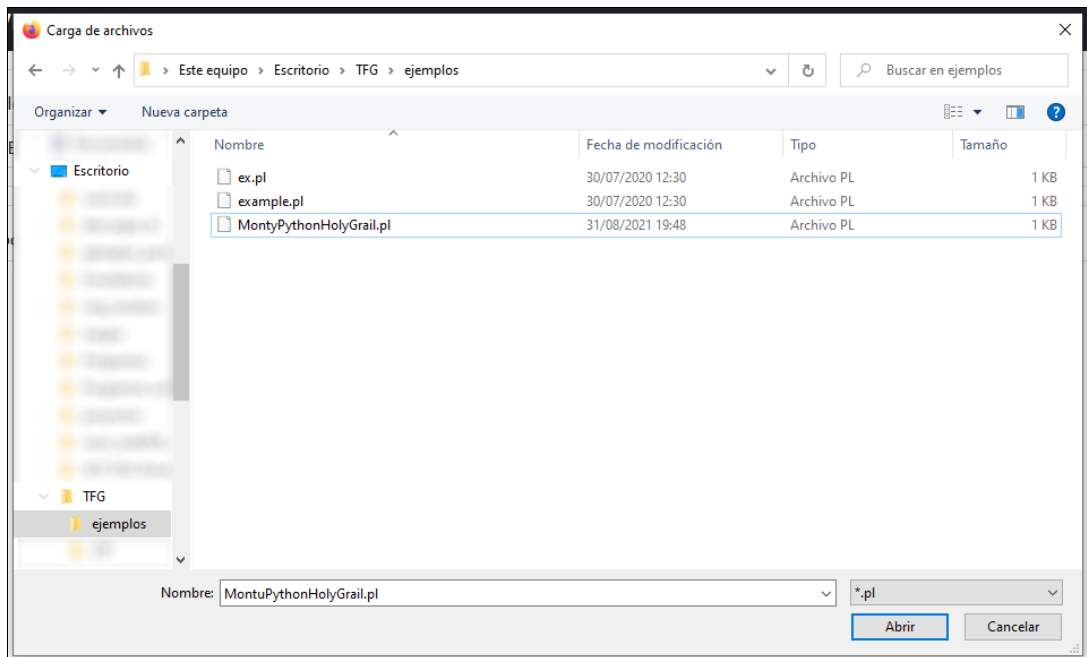 Carga de archivos
Este equipo > Escritorio > TFG > ejemplos
Buscar en ejemplos
Organizar
Nueva carpeta
Nombre Fecha de modificación Tipo Tamaño
Escritorio
ex.pl 30/07/2020 12:30 Archivo PL 1 KB
example.pl 30/07/2020 12:30 Archivo PL 1 KB
MontyPythonHolyGrail.pl 31/08/2021 19:48 Archivo PL 1 KB
TFG
ejemplos
Nombre: MontuPythonHolyGrail.pl *.pl
Abrir Cancelar